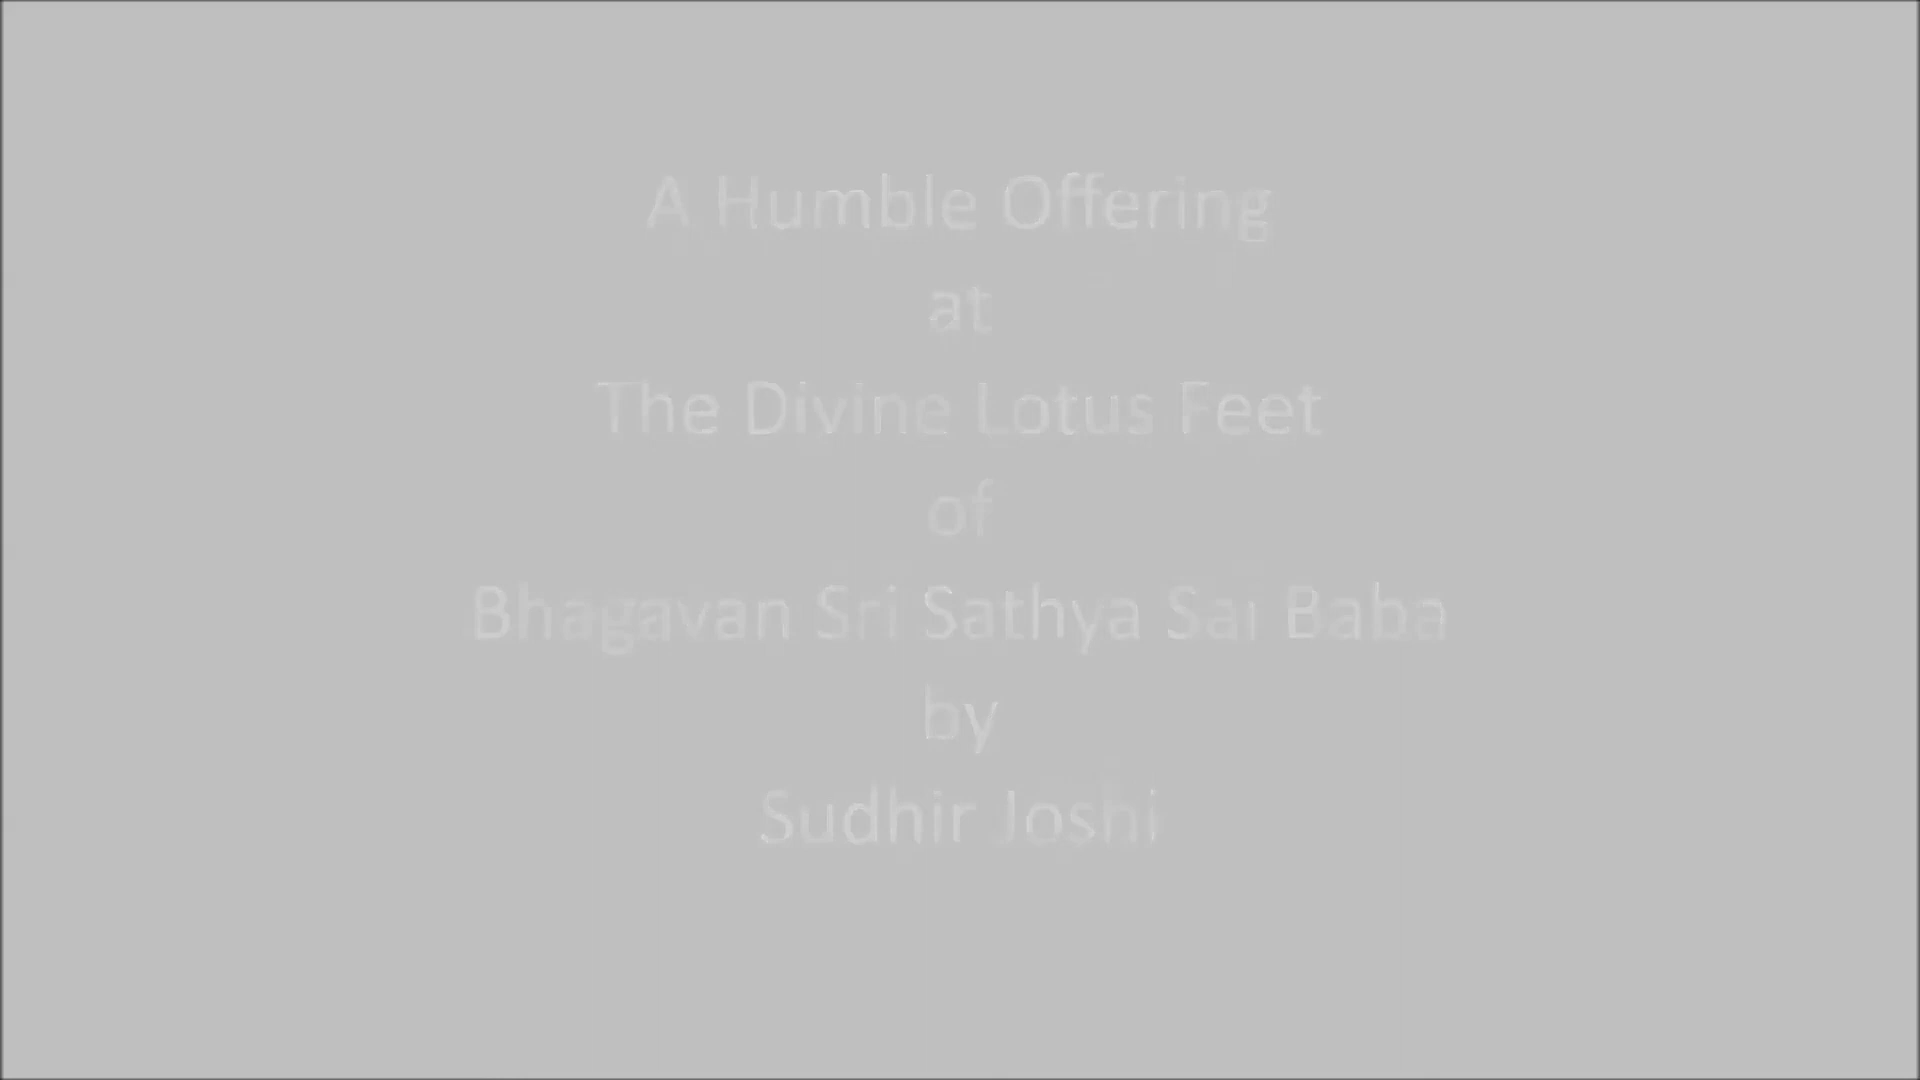 A Humble Offering
at
The Divine Lotus Feet
of
Bhagavan Sri Sathya Sai Baba
by
Sudhir Joshi